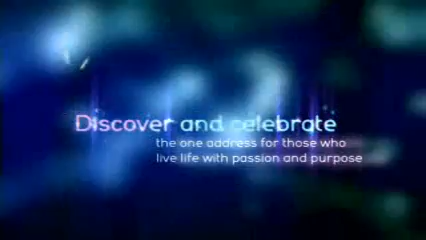 Discover and celebrate
the one address for those who
live life with passion and purpose